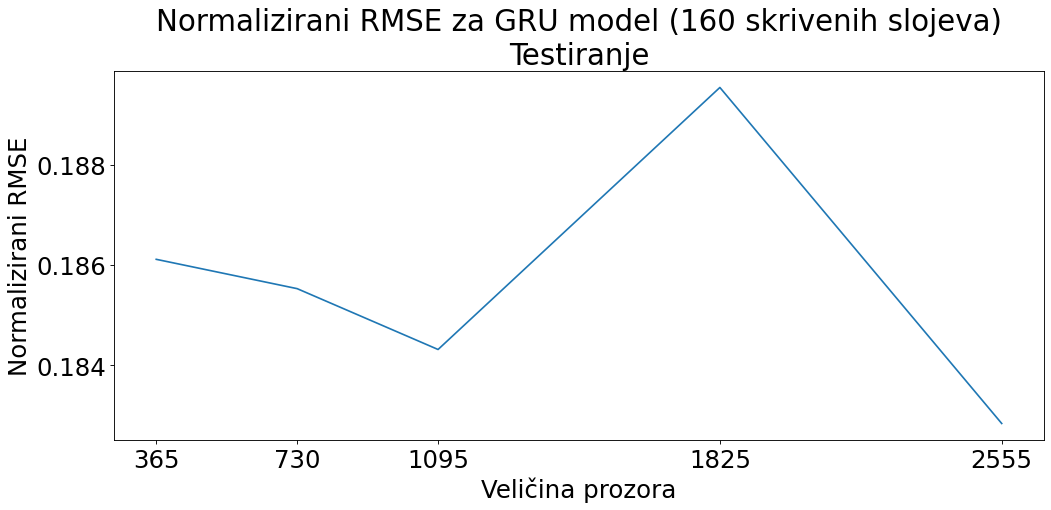 Normalizirani RMSE za GRU model (160 skrivenih slojeva)
Testiranje
Normalizirani RMSE
0.188
0.186
0.184
365 730 1095 1825 2555
Veličina prozora